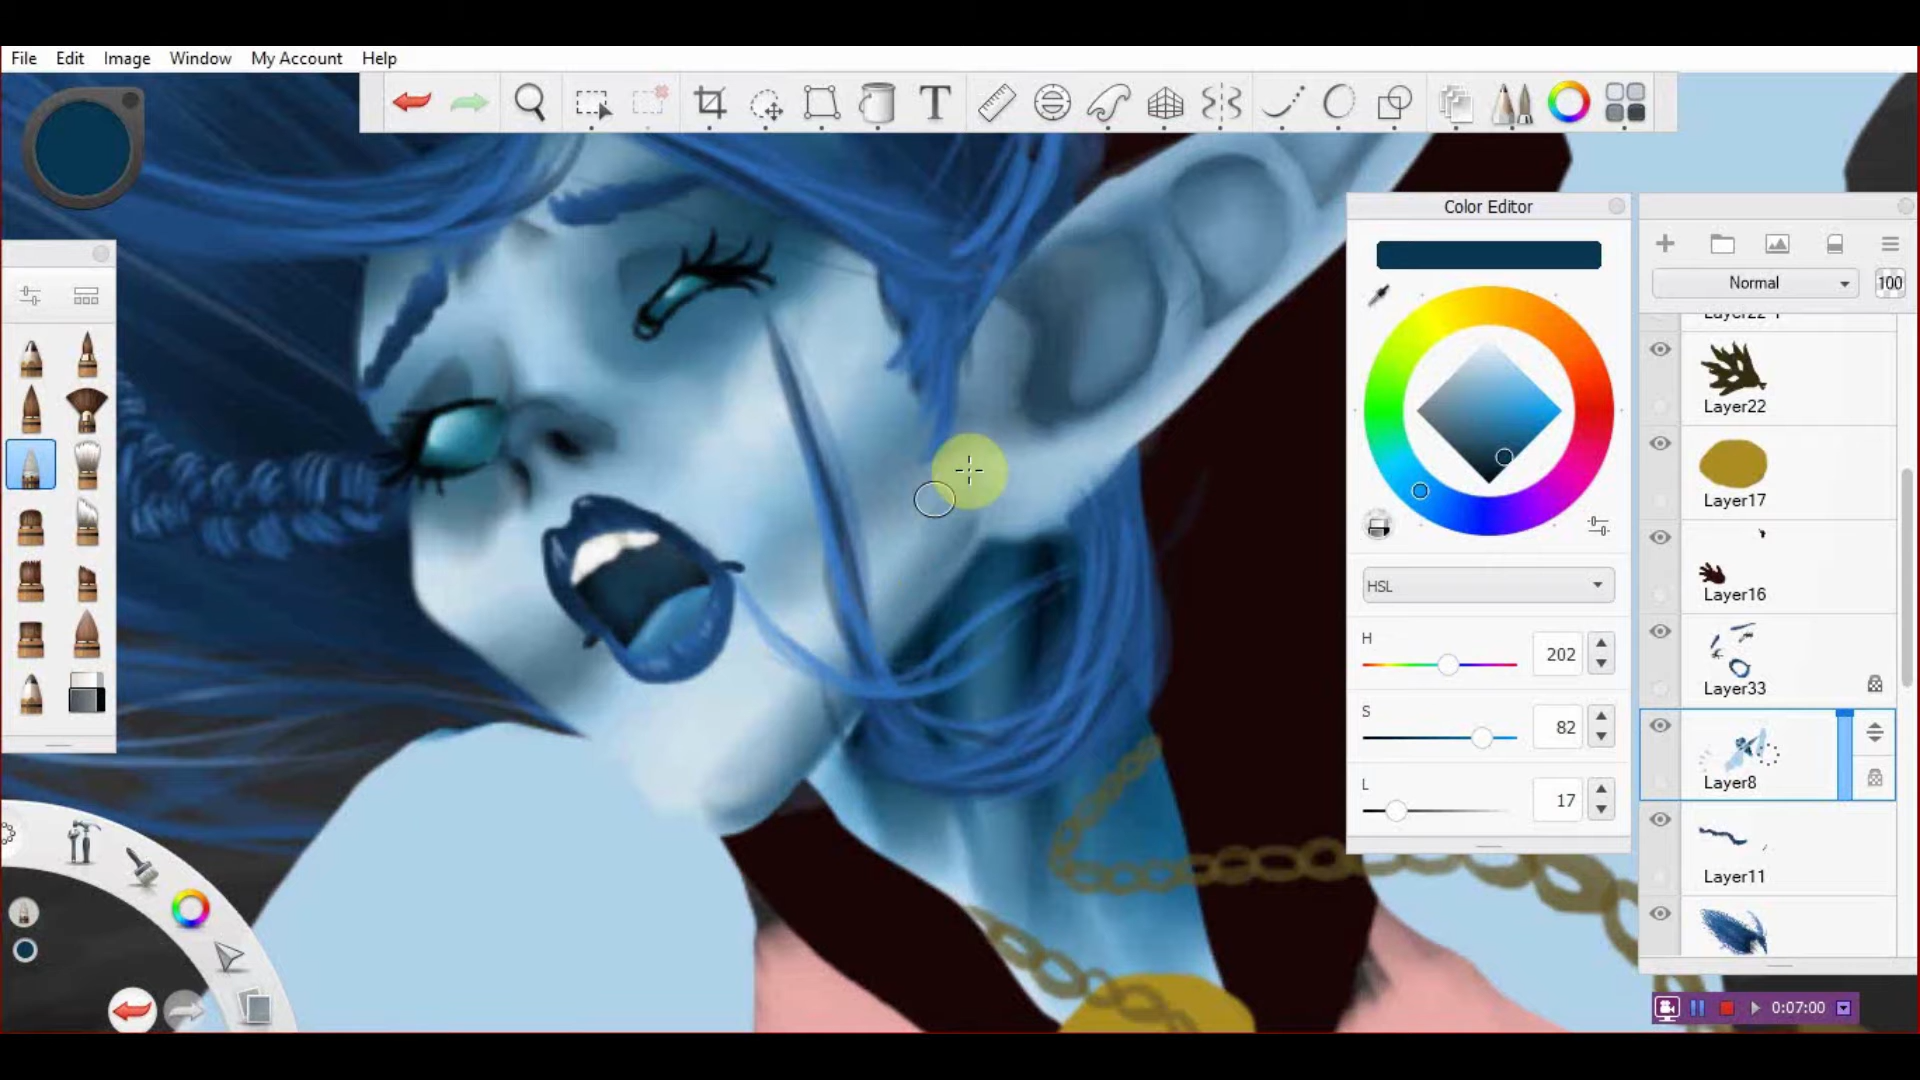 File Edit Image Window My Account Help
T
Color Editor
Normal 100
Layer22
Layer17
Layer16
Layer33
Layer8
Layer11
HSL
H 202
S 82
L 17
0:07:00